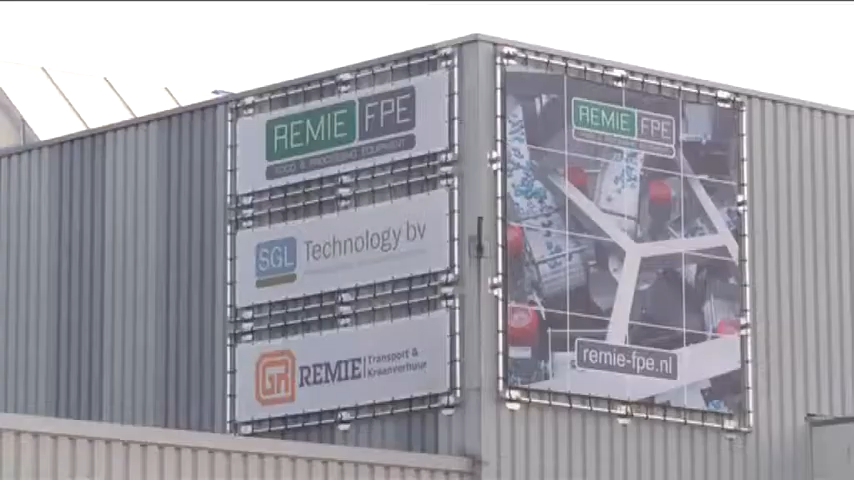 REMIE FPE
FOOD & PROCESSING EQUIPMENT
SGL Technology bv
GR REMIE Transport &
Kraanverhuur
REMIE FPE
remie-fpe.nl